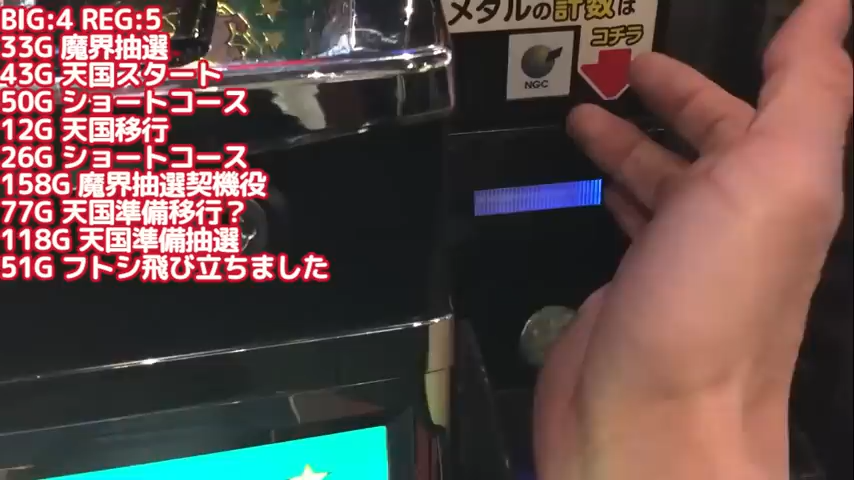 BIG:4 REG:5
33G 魔界抽選
43G 天国スタート
50G ショートコース
12G 天国移行
26G ショートコース
158G 魔界抽選契機役
77G 天国準備移行？
118G 天国準備抽選
51G フトシ飛び立ちました
メタルの計数は
コチラ
NGC